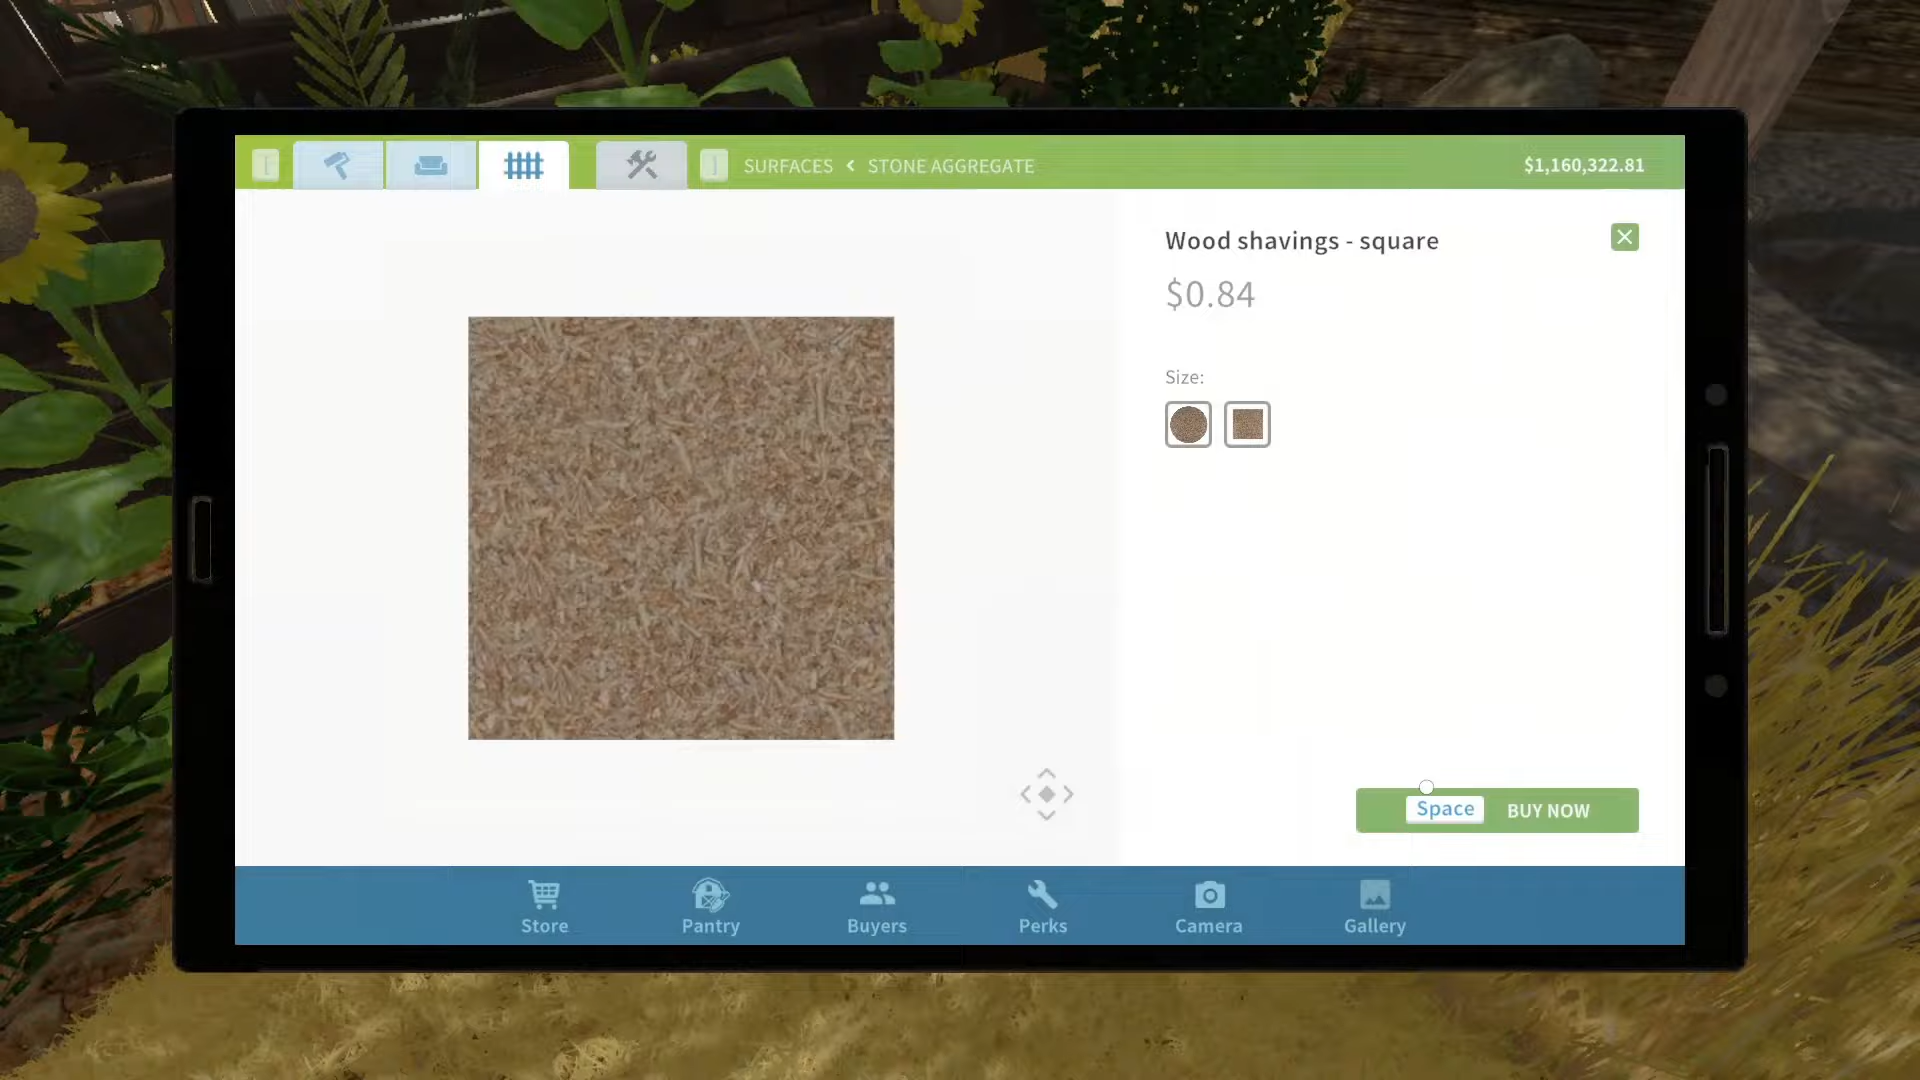 SURFACES < STONE AGGREGATE
$1,160,322.81
Wood shavings - square
$0.84
Size:
Space BUY NOW
Store Pantry Buyers Perks Camera Gallery